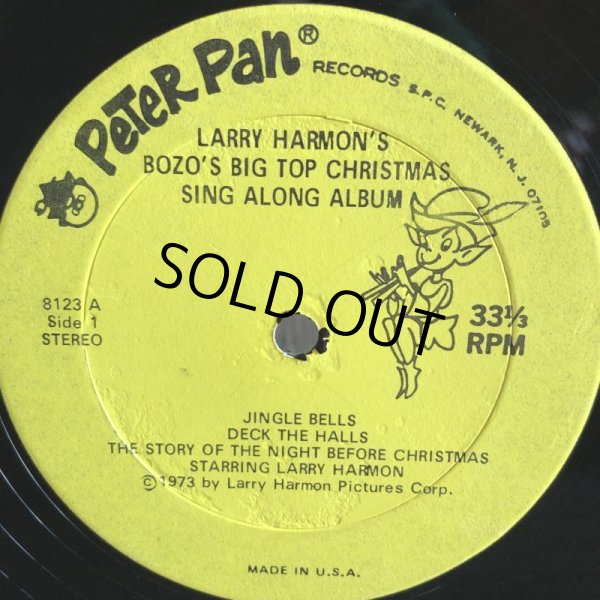 PETER PAN®
RECORDS S.P.C. NEWARK, N. J. 07105
LARRY HARMON'S
BOZO'S BIG TOP CHRISTMAS
SING ALONG ALBUM
8123 A
Side 1
STEREO
SOLD OUT
33⅓
RPM
JINGLE BELLS
DECK THE HALLS
THE STORY OF THE NIGHT BEFORE CHRISTMAS
STARRING LARRY HARMON
©1973 by Larry Harmon Pictures Corp.
MADE IN U.S.A.